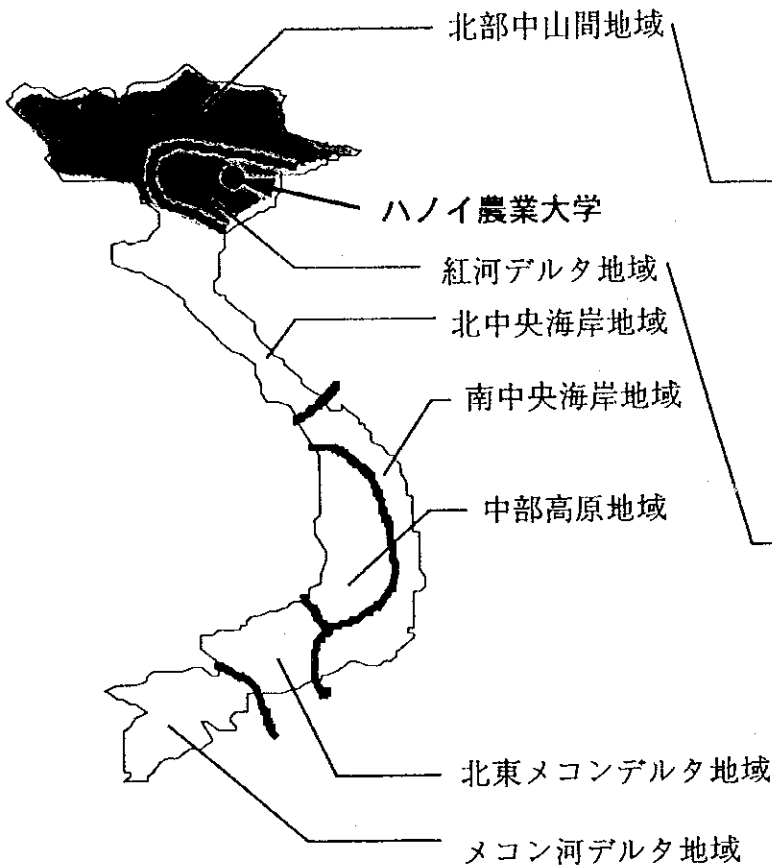 北部中山間地域
ハノイ農業大学
紅河デルタ地域
北中央海岸地域
南中央海岸地域
中部高原地域
北東メコンデルタ地域
メコン河デルタ地域